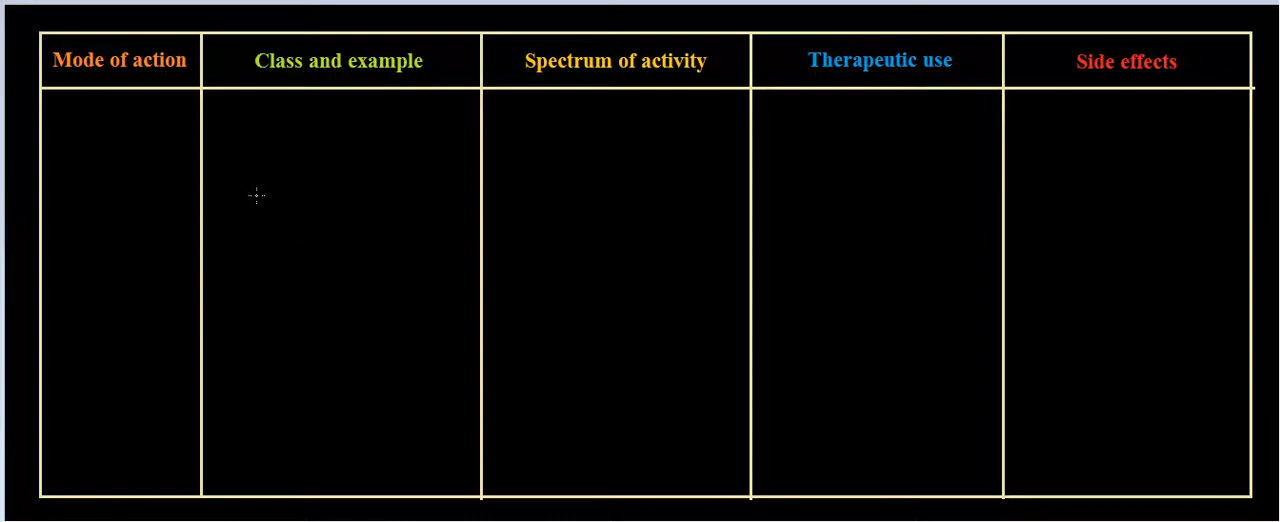 Mode of action
Class and example
Spectrum of activity
Therapeutic use
Side effects